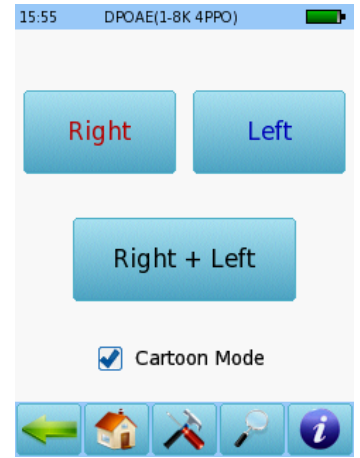 15:55 DPOAE(1-8K 4PPO)
Right Left
Right + Left
Cartoon Mode
i